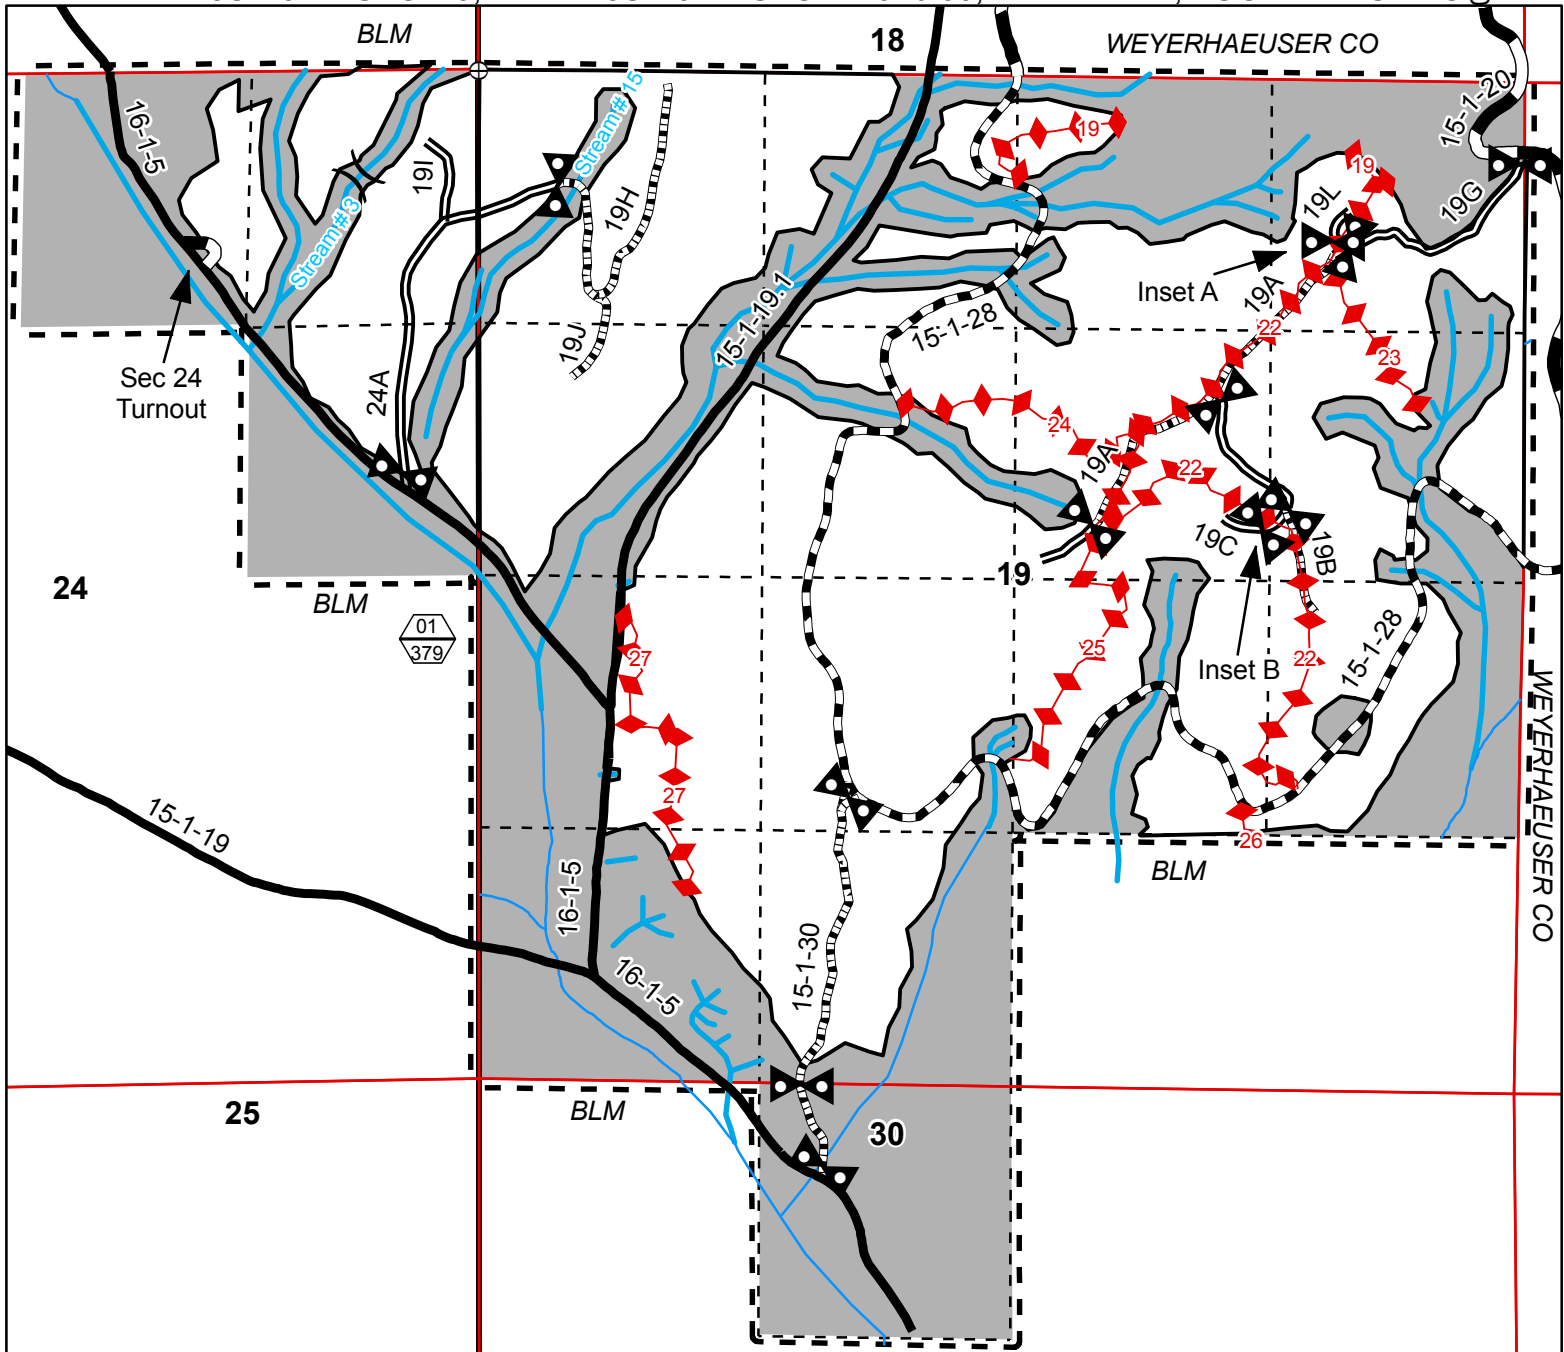 BLM
18
WEYERHAEUSER CO
15-1-20
16-1-5
19I
Stream# 15
19H
19
19
19L
19G
Stream# 3
Inset A
19A
15-1-19.1
15-1-28
22
19J
23
Sec 24
Turnout
24A
24
19A
22
19C
19B
24
BLM
01
379
19
27
25
Inset B
22
15-1-28
WEYERHAEUSER CO
27
15-1-19
16-1-5
26
BLM
15-1-30
16-1-5
25
BLM
30